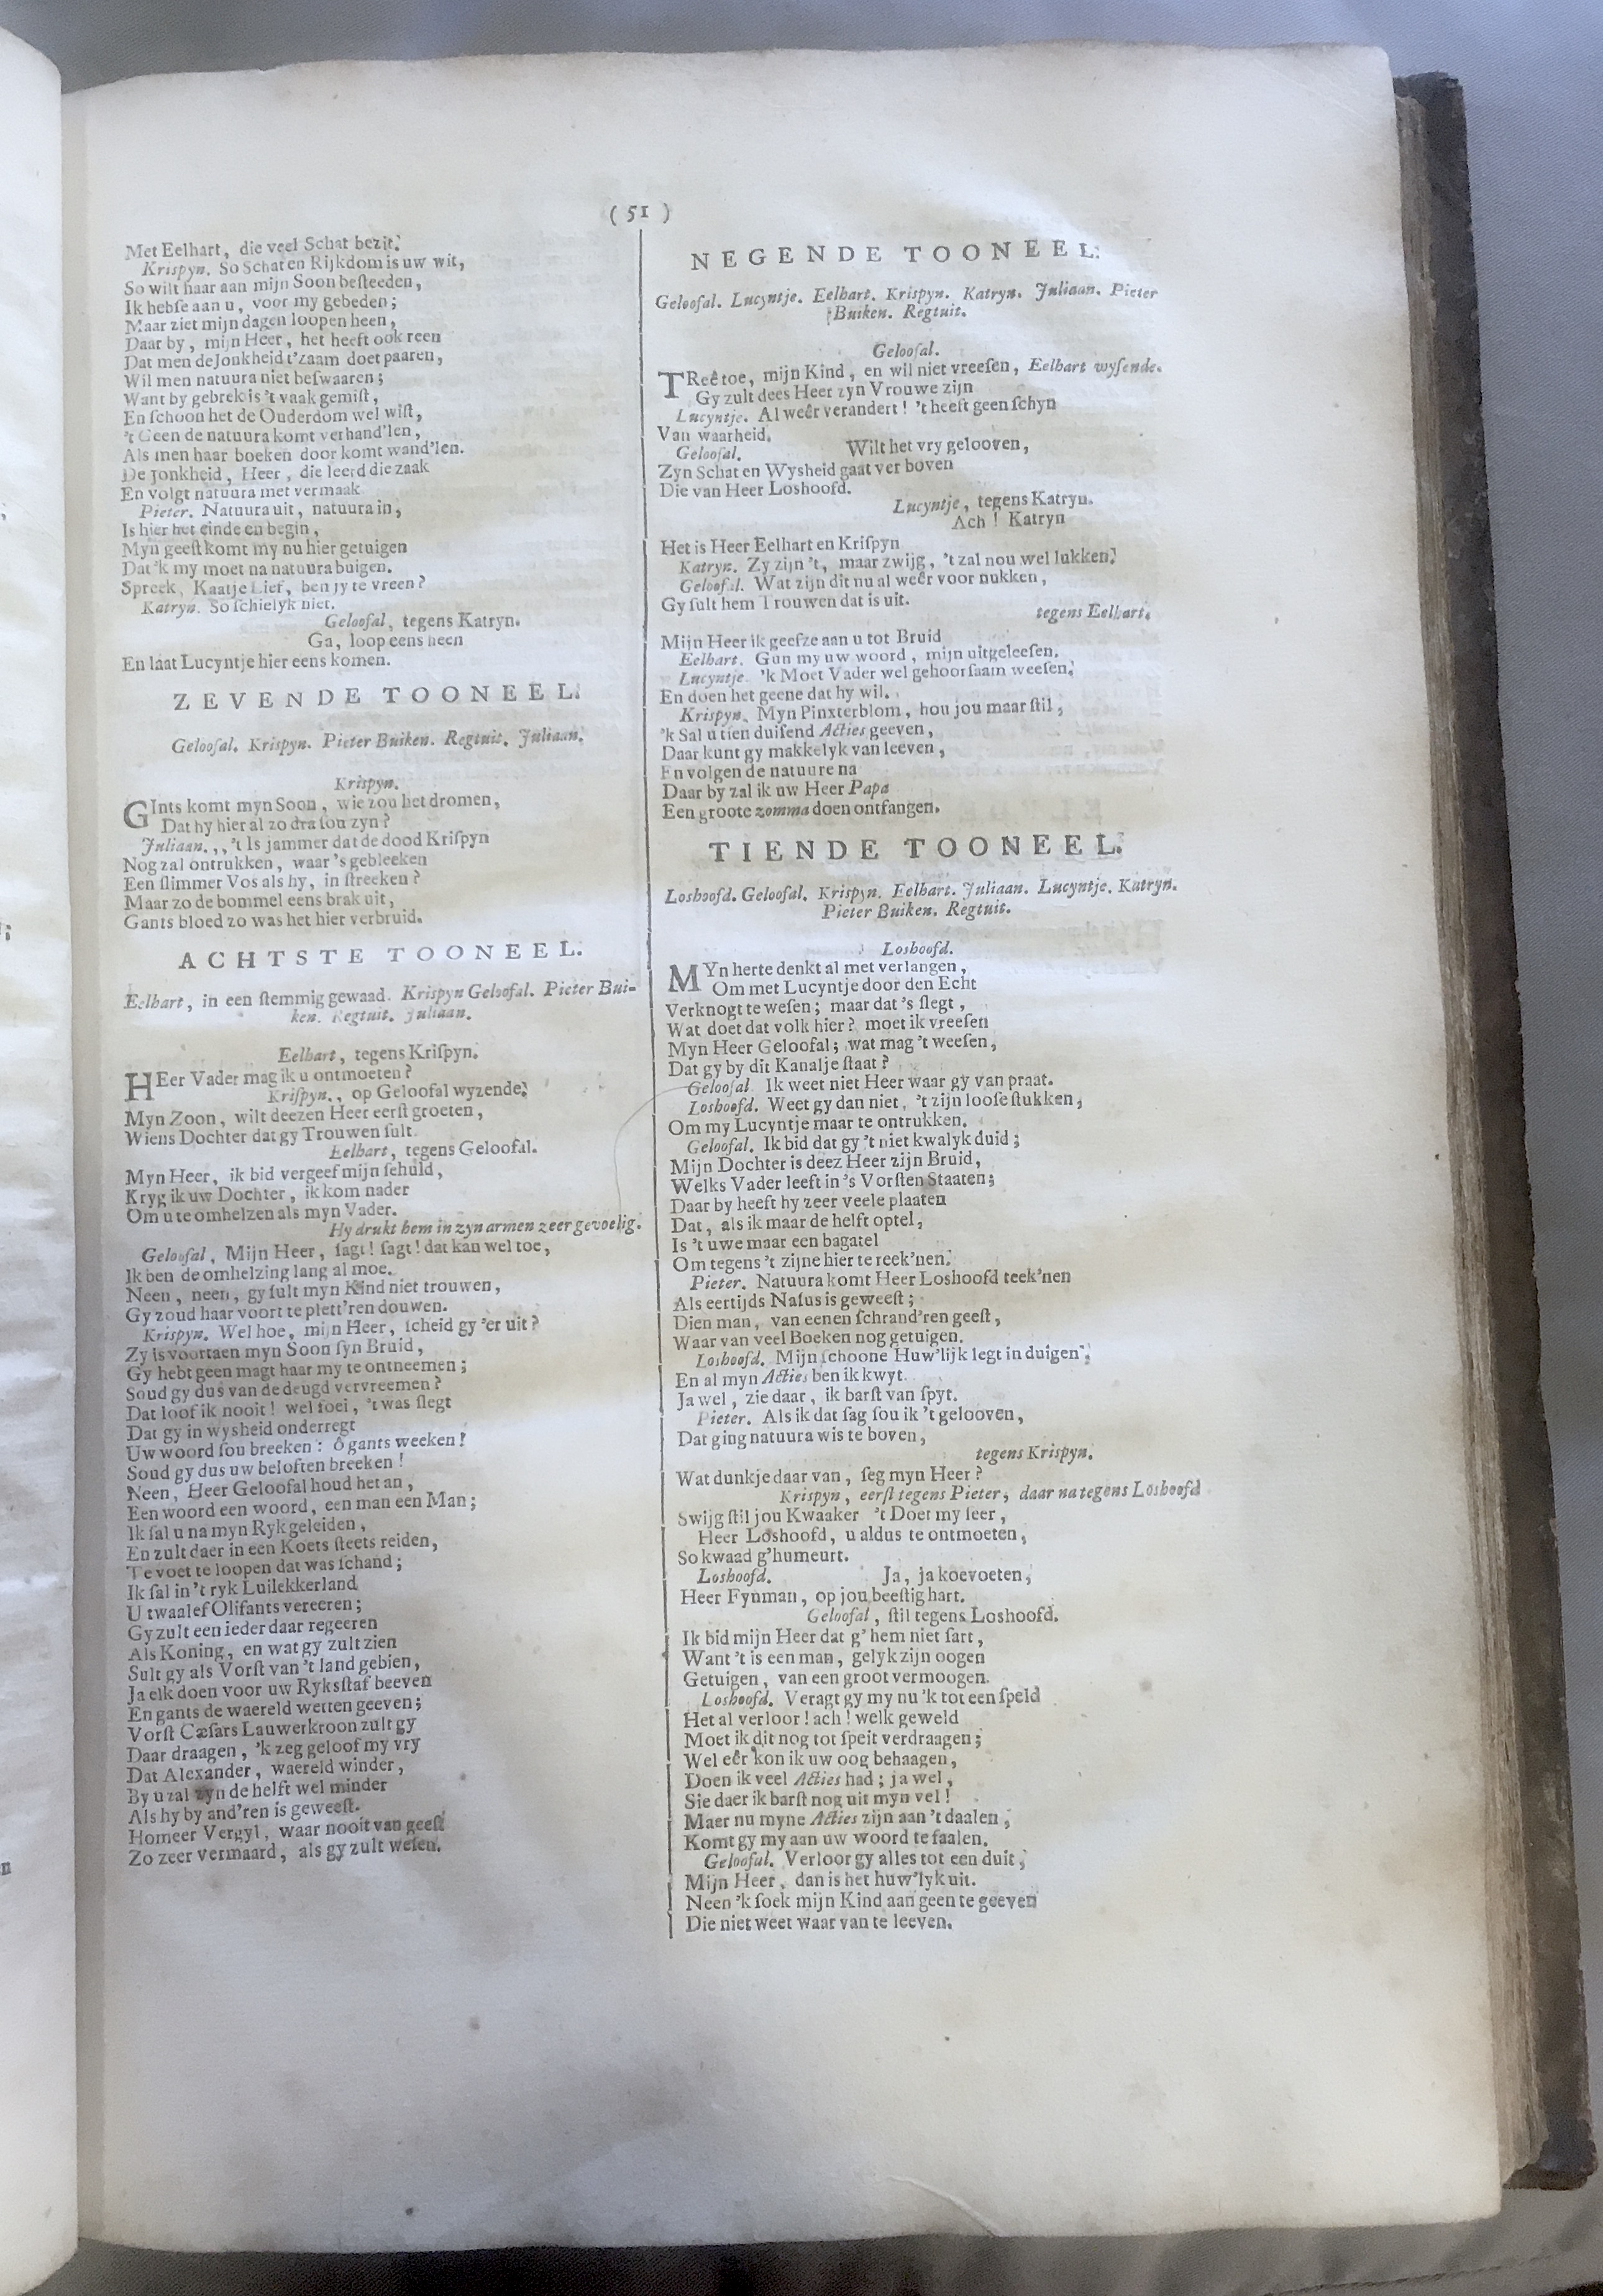 ( 51 )
Met Eelhart, die veel Schat bezit.
Krispyn. So Schat en Rijkdom is uw wit,
So wilt haar aan mijn Soon beſteeden,
Ik hebſe aan u, voor my gebeden;
Maar ziet mijn dagen loopen heen,
Daar by, mijn Heer, het heeft ook reen
Dat men de Jonkheid t'zaam doet paaren,
Wil men natuura niet beſwaaren;
Want by gebrek is 't vaak gemiſt,
En ſchoon het de Ouderdom wel wiſt,
't Geen de natuura komt verhand'len,
Als men haar boeken door komt wand'len.
De Jonkheid, Heer, die leerd die zaak
En volgt natuura met vermaak
Pieter. Natuura uit, natuura in,
Is hier het einde en begin,
Myn geeſt komt my nu hier getuigen
Dat 'k my moet na natuura buigen.
Spreek, Kaatje Lief, ben jy te vreen?
Katryn. So ſchielyk niet.
Gelooſal, tegens Katryn.
Ga, loop eens heen
En laat Lucyntje hier eens komen.
ZEVENDE TOONEEL.
Gelooſal. Krispyn. Pieter Buiken. Regtuit. Juliaan.
Krispyn.
GInts komt myn Soon, wie zou het dromen,
Dat hy hier al zo dra ſou zyn?
Juliaan.,, 't Is jammer dat de dood Kriſpyn
Nog zal ontrukken, waar 's gebleeken
Een ſlimmer Vos als hy, in ſtreeken?
Maar zo de bommel eens brak uit,
Gants bloed zo was het hier verbruid.
ACHTSTE TOONEEL.
Eelhart, in een ſtemmig gewaad. Krispyn Gelooſal. Pieter Bui-
ken. Regtuit. Juliaan.
Eelhart, tegens Kriſpyn.
HEer Vader mag ik u ontmoeten?
Kriſpyn., op Gelooſal wyzende.
Myn Zoon, wilt deezen Heer eerſt groeten,
Wiens Dochter dat gy Trouwen ſult.
Eelhart, tegens Gelooſal.
Myn Heer, ik bid vergeef mijn ſchuld,
Kryg ik uw Dochter, ik kom nader
Om u te omhelzen als myn Vader.
Hy drukt hem in zyn armen zeer gevoelig.
Gelooſal, Mijn Heer, ſagt! ſagt! dat kan wel toe,
Ik ben de omhelzing lang al moe.
Neen, neen, gy ſult myn Kind niet trouwen,
Gy zoud haar voort te plett'ren douwen.
Krispyn. Wel hoe, mijn Heer, ſcheid gy 'er uit?
Zy is voortaen myn Soon ſyn Bruid,
Gy hebt geen magt haar my te ontneemen;
Soud gy dus van de deugd vervreemen?
Dat loof ik nooit! wel foei, 't was ſlegt
Dat gy in wysheid onderregt
Uw woord ſou breeken: ô gants weeken!
Soud gy dus uw beloften breeken!
Neen, Heer Gelooſal houd het an,
Een woord een woord, een man een Man;
Ik ſal u na myn Ryk geleiden,
En zult daer in een Koets ſteets reiden,
Te voet te loopen dat was ſchand;
Ik ſal in 't ryk Luilekkerland
U twaalef Olifants vereeren;
Gy zult een ieder daar regeeren
Als Koning, en wat gy zult zien
Sult gy als Vorſt van 't land gebien,
Ja elk doen voor uw Ryksſtaf beeven
En gants de waereld wetten geeven;
Vorſt Cæſars Lauwerkroon zult gy
Daar draagen, 'k zeg geloof my vry
Dat Alexander, waereld winder,
By u zal zyn de helft wel minder
Als hy by and'ren is geweeſt.
Homeer Vergyl, waar nooit van geeſt
Zo zeer vermaard, als gy zult weſen.
NEGENDE TOONEEL.
Gelooſal. Lucyntje. Eelhart. Krispyn. Katryn. Juliaan. Pieter
Buiken. Regtuit.
Gelooſal.
TReê toe, mijn Kind, en wil niet vreeſen, Eelhart wyſende.
Gy zult dees Heer zyn Vrouwe zijn
Lucyntje. Al weêr verandert! 't heeft geen ſchyn
Van waarheid.
Gelooſal. Wilt het vry gelooven,
Zyn Schat en Wysheid gaat ver boven
Die van Heer Loshoofd.
Lucyntje, tegens Katryn.
Ach! Katryn
Het is Heer Eelhart en Kriſpyn
Katryn. Zy zijn 't, maar zwijg, 't zal nou wel lukken.
Gelooſal. Wat zijn dit nu al weêr voor nukken,
Gy ſult hem Trouwen dat is uit.
tegens Eelhart.
Mijn Heer ik geefze aan u tot Bruid
Eelhart. Gun my uw woord, mijn uitgeleeſen.
Lucyntje. 'k Moet Vader wel gehoorſaam weeſen.
En doen het geene dat hy wil.
Krispyn. Myn Pinxterblom, hou jou maar ſtil,
'k Sal u tien duiſend Acties geeven,
Daar kunt gy makkelyk van leeven,
En volgen de natuure na
Daar by zal ik uw Heer Papa
Een groote zomma doen ontfangen.
TIENDE TOONEEL.
Loshoofd. Gelooſal. Krispyn. Eelhart. Juliaan. Lucyntje. Katryn.
Pieter Buiken. Regtuit.
Loshoofd.
MYn herte denkt al met verlangen,
Om met Lucyntje door den Echt
Verknogt te weſen; maar dat 's ſlegt,
Wat doet dat volk hier? moet ik vreeſen
Myn Heer Gelooſal; wat mag 't weeſen,
Dat gy by dit Kanalje ſtaat?
Gelooſal. Ik weet niet Heer waar gy van praat.
Loshoofd. Weet gy dan niet, 't zijn looſe ſtukken,
Om my Lucyntje maar te ontrukken.
Gelooſal. Ik bid dat gy 't niet kwalyk duid;
Mijn Dochter is deez Heer zijn Bruid,
Welks Vader leeft in 's Vorſten Staaten;
Daar by heeft hy zeer veele plaaten
Dat, als ik maar de helft optel,
Is 't uwe maar een bagatel
Om tegens 't zijne hier te reek'nen.
Pieter. Natuura komt Heer Loshoofd teek'nen
Als eertijds Naſus is geweeſt;
Dien man, van eenen ſchrand'ren geeſt,
Waar van veel Boeken nog getuigen.
Loshoofd. Mijn ſchoone Huw'lijk legt in duigen,
En al myn Acties ben ik kwyt.
Ja wel, zie daar, ik barſt van ſpyt.
Pieter. Als ik dat ſag ſou ik 't gelooven,
Dat ging natuura wis te boven,
tegens Krispyn.
Wat dunkje daar van, ſeg myn Heer?
Krispyn, eerſt tegens Pieter, daar na tegens Loshoofd
Swijg ſtil jou Kwaaker 't Doet my ſeer,
Heer Loshoofd, u aldus te ontmoeten,
So kwaad g'humeurt.
Loshoofd. Ja, ja koevoeten,
Heer Fynman, op jou beeſtig hart.
Gelooſal, ſtil tegens Loshoofd.
Ik bid mijn Heer dat g' hem niet ſart,
Want 't is een man, gelyk zijn oogen
Getuigen, van een groot vermoogen.
Loshoofd. Veragt gy my nu 'k tot een ſpeld
Het al verloor! ach! welk geweld
Moet ik dit nog tot ſpeit verdraagen;
Wel eêr kon ik uw oog behaagen,
Doen ik veel Acties had; ja wel,
Sie daer ik barſt nog uit myn vel!
Maer nu myne Acties zijn aan 't daalen,
Komt gy my aan uw woord te faalen.
Gelooſal. Verloor gy alles tot een duit,
Mijn Heer, dan is het huw'lyk uit.
Neen 'k ſoek mijn Kind aan geen te geeven
Die niet weet waar van te leeven.